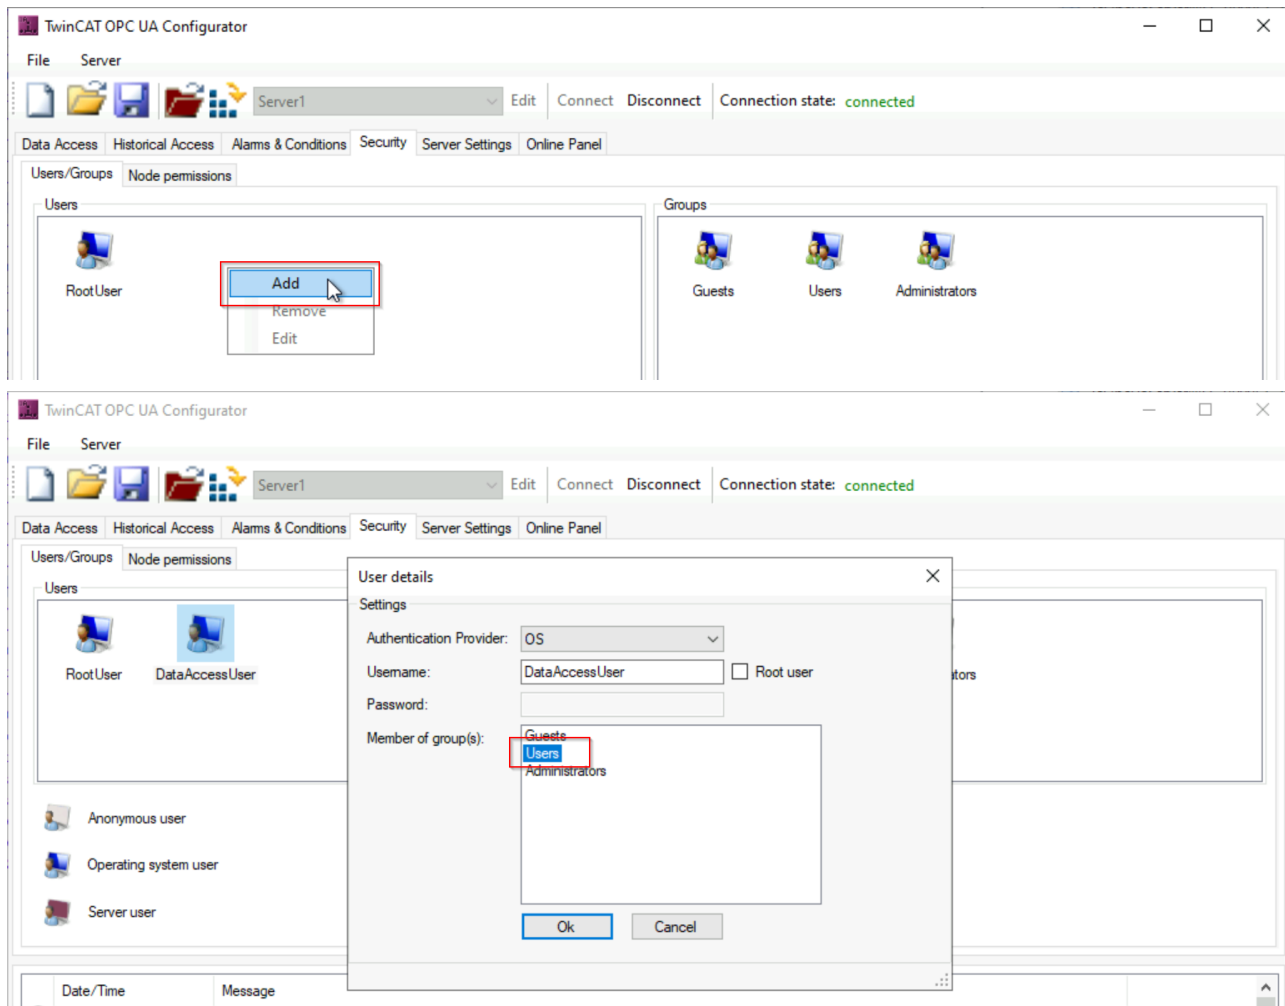 TwinCAT OPC UA Configurator
File Server
Server1 Edit Connect Disconnect Connection state: connected
Data Access Historical Access Alarms & Conditions Security Server Settings Online Panel
Users/Groups Node permissions
Users Groups
Add
Remove
Edit
RootUser Guests Users Administrators
TwinCAT OPC UA Configurator
File Server
Server1 Edit Connect Disconnect Connection state: connected
Data Access Historical Access Alarms & Conditions Security Server Settings Online Panel
Users/Groups Node permissions
Users
RootUser DataAccessUser
Anonymous user
Operating system user
Server user
User details
Settings
Authentication Provider: OS
Username: DataAccessUser Root user
Password:
Member of group(s): Guests
Users
Administrators
Ok Cancel
itors
Date/Time Message